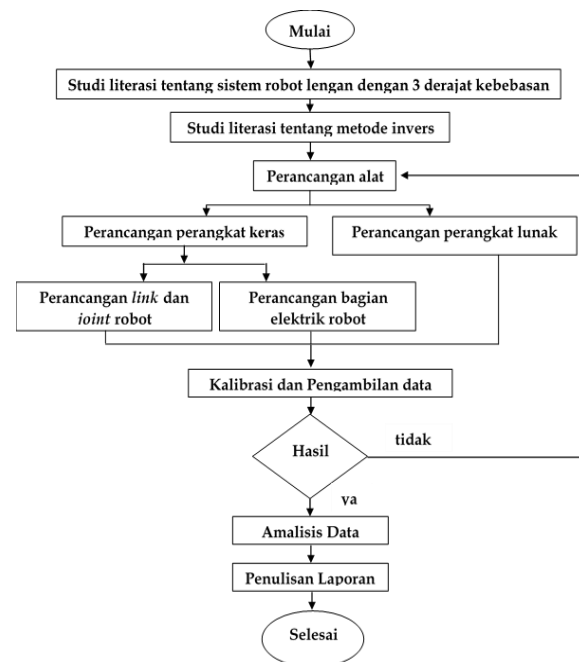 Mulai
Studi literasi tentang sistem robot lengan dengan 3 derajat kebebasan
Studi literasi tentang metode invers
Perancangan alat
Perancangan perangkat keras
Perancangan perangkat lunak
Perancangan link dan
joint robot
Perancangan bagian
elektrik robot
Kalibrasi dan Pengambilan data
Hasil
tidak
ya
Amalisis Data
Penulisan Laporan
Selesai